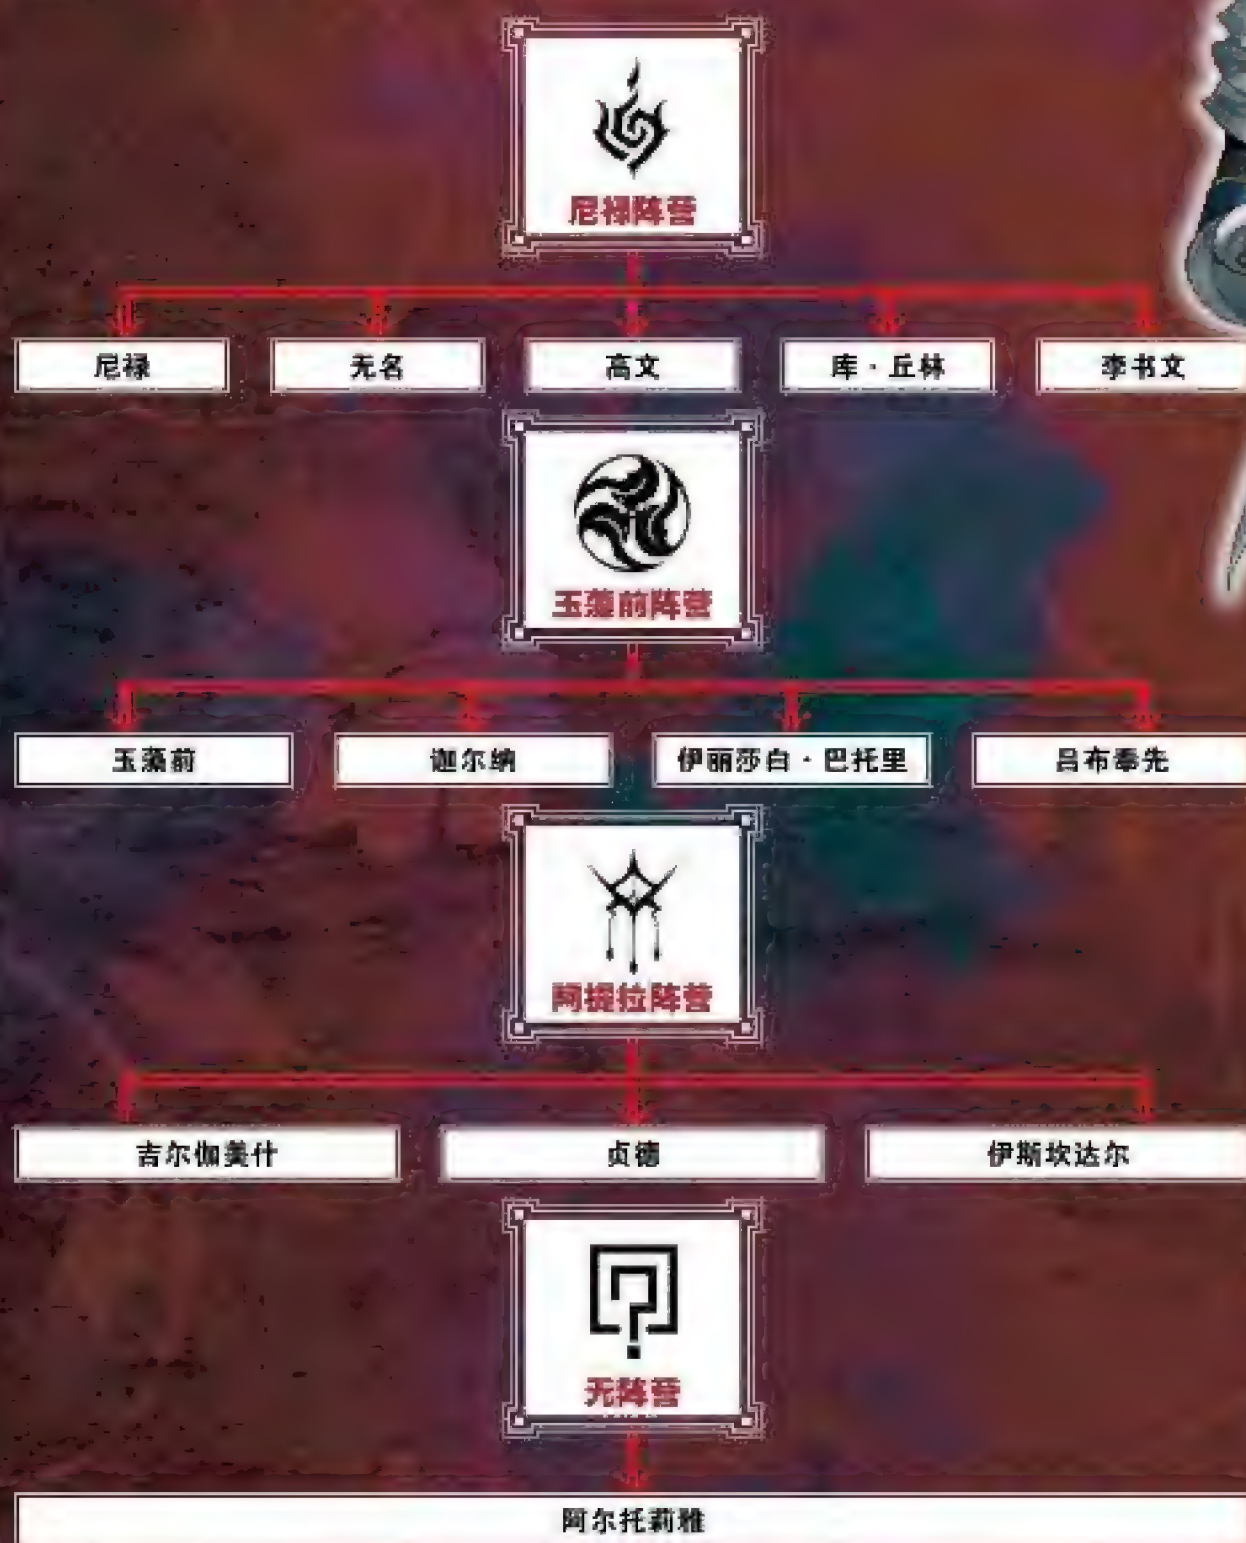 尼禄阵营
尼禄
无名
高文
库·丘林
李书文
玉藻前阵营
玉藻前
迦尔纳
伊丽莎白·巴托里
吕布奉先
阿提拉阵营
吉尔伽美什
贞德
伊斯坎达尔
无阵营
阿尔托莉雅